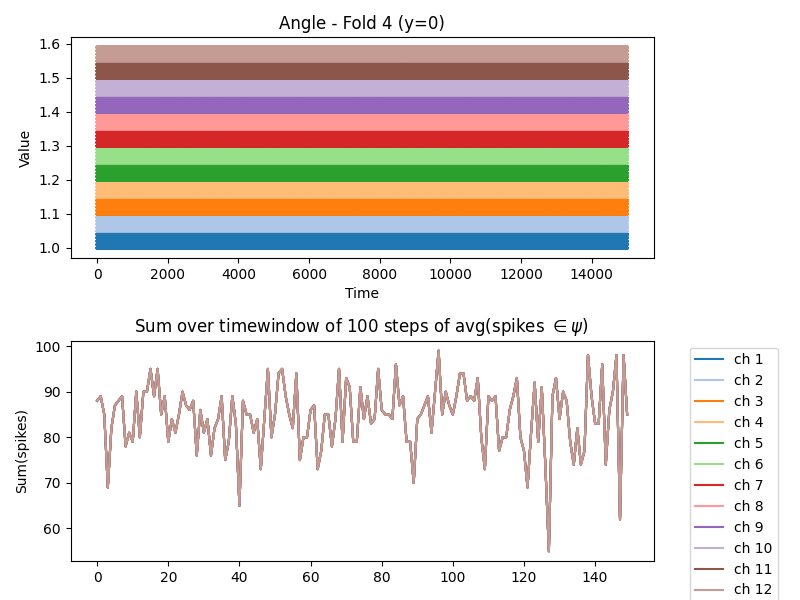 Angle - Fold 4 (y=0)
1.6
1.5
1.4
1.3
1.2
1.1
1.0
Value
0 2000 4000 6000 8000 10000 12000 14000
Time
Sum over timewindow of 100 steps of avg(spikes ∈ψ)
100
90
80
70
60
Sum(spikes)
0 20 40 60 80 100 120 140
ch 1
ch 2
ch 3
ch 4
ch 5
ch 6
ch 7
ch 8
ch 9
ch 10
ch 11
ch 12